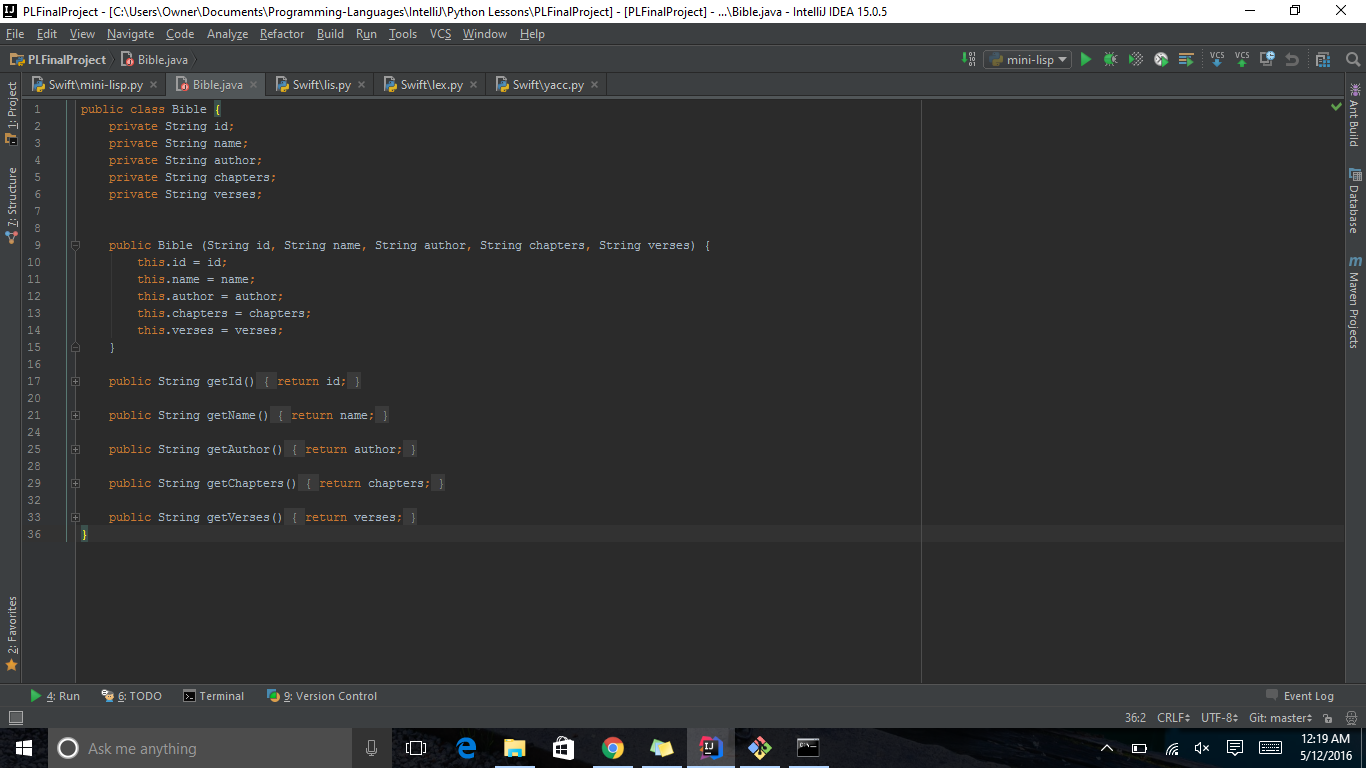 PLFinalProject - [C:\Users\Owner\Documents\Programming-Languages\IntelliJ\Python Lessons\PLFinalProject] - [PLFinalProject] - ...\Bible.java - IntelliJ IDEA 15.0.5
File Edit View Navigate Code Analyze Refactor Build Run Tools VCS Window Help
PLFinalProject Bible.java mini-lisp VCS VCS
Swift\mini-lisp.py Bible.java Swift\lis.py Swift\lex.py Swift\yacc.py
1: Project
7: Structure
2: Favorites
1 public class Bible {
2 private String id;
3 private String name;
4 private String author;
5 private String chapters;
6 private String verses;
7
8
9 public Bible (String id, String name, String author, String chapters, String verses) {
10 this.id = id;
11 this.name = name;
12 this.author = author;
13 this.chapters = chapters;
14 this.verses = verses;
15 }
16
17 public String getId() { return id; }
20
21 public String getName() { return name; }
24
25 public String getAuthor() { return author; }
28
29 public String getChapters() { return chapters; }
32
33 public String getVerses() { return verses; }
36 }
Ant Build
Database
m Maven Projects
4: Run 6: TODO Terminal 9: Version Control Event Log
36:2 CRLF UTF-8 Git: master
Ask me anything
12:19 AM
5/12/2016